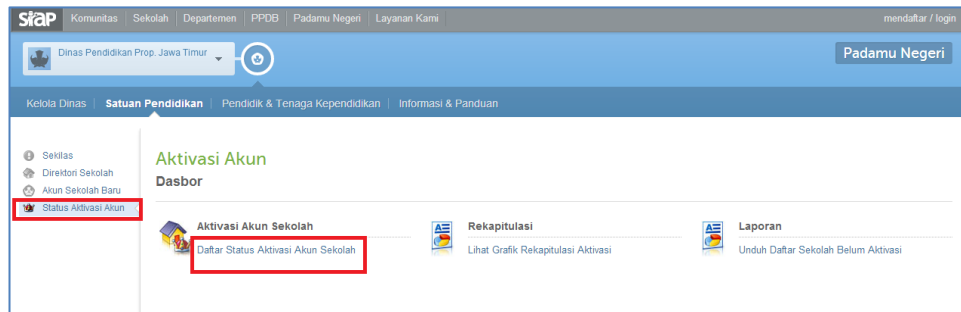 siap Komunitas Sekolah Departemen PPDB Padamu Negeri Layanan Kami mendaftar / login
Dinas Pendidikan Prop. Jawa Timur
Padamu Negeri
Kelola Dinas Satuan Pendidikan Pendidik & Tenaga Kependidikan Informasi & Panduan
Sekilas
Direktori Sekolah
Akun Sekolah Baru
Status Aktivasi Akun
Aktivasi Akun
Dasbor
Aktivasi Akun Sekolah
Daftar Status Aktivasi Akun Sekolah
Rekapitulasi
Lihat Grafik Rekapitulasi Aktivasi
Laporan
Unduh Daftar Sekolah Belum Aktivasi